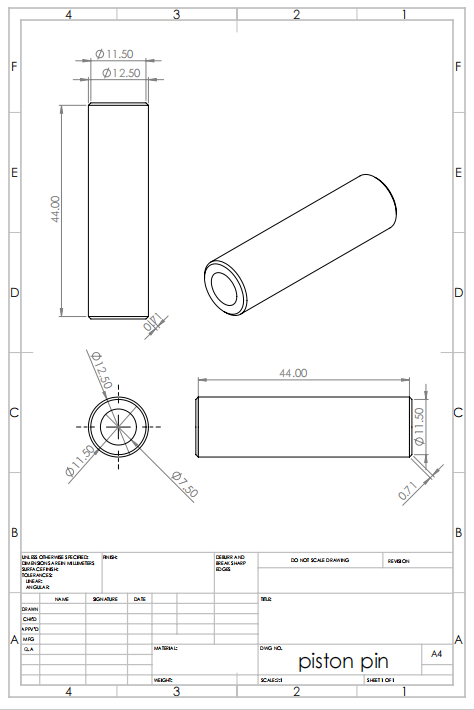 4 3 2 1
F F
Ø11.50
Ø12.50
E E
44.00
D D
0.71
Ø12.50
44.00
C C
Ø11.50
Ø11.50
Ø7.50
0.71
B B
UNLESS OTHERWISE SPECIFIED: FINISH: DEBURR AND DO NOT SCALE DRAWING REVISION
DIMENSIONS ARE IN MILLIMETERS BREAK SHARP
SURFACE FINISH: EDGES
TOLERANCES:
LINEAR:
ANGULAR:
NAME SIGNATURE DATE TITLE:
DRAWN
CHK'D
APPV'D
MFG
A A
Q.A MATERIAL: DWG NO. A4
piston pin
WEIGHT: SCALE:2:1 SHEET 1 OF 1
4 3 2 1